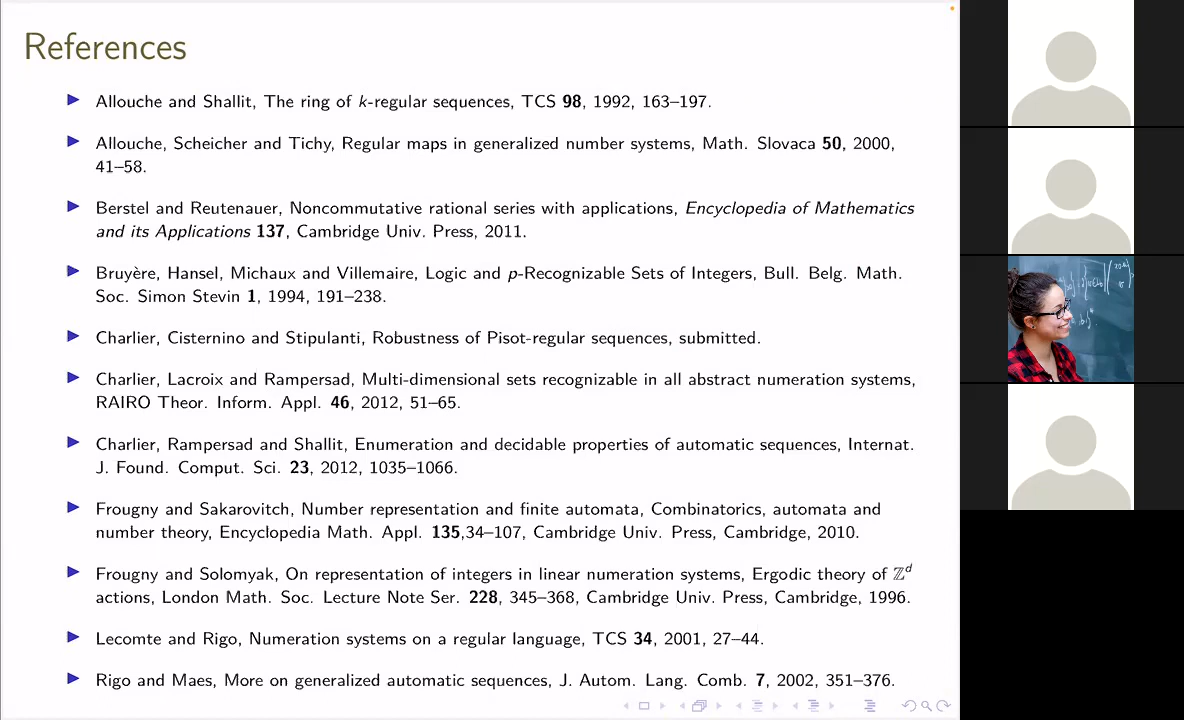 References
Allouche and Shallit, The ring of k-regular sequences, TCS 98, 1992, 163–197.
Allouche, Scheicher and Tichy, Regular maps in generalized number systems, Math. Slovaca 50, 2000,
41–58.
Berstel and Reutenauer, Noncommutative rational series with applications, Encyclopedia of Mathematics
and its Applications 137, Cambridge Univ. Press, 2011.
Bruyère, Hansel, Michaux and Villemaire, Logic and p-Recognizable Sets of Integers, Bull. Belg. Math.
Soc. Simon Stevin 1, 1994, 191–238.
Charlier, Cisternino and Stipulanti, Robustness of Pisot-regular sequences, submitted.
Charlier, Lacroix and Rampersad, Multi-dimensional sets recognizable in all abstract numeration systems,
RAIRO Theor. Inform. Appl. 46, 2012, 51–65.
Charlier, Rampersad and Shallit, Enumeration and decidable properties of automatic sequences, Internat.
J. Found. Comput. Sci. 23, 2012, 1035–1066.
Frougny and Sakarovitch, Number representation and finite automata, Combinatorics, automata and
number theory, Encyclopedia Math. Appl. 135,34–107, Cambridge Univ. Press, Cambridge, 2010.
Frougny and Solomyak, On representation of integers in linear numeration systems, Ergodic theory of ℤᵈ
actions, London Math. Soc. Lecture Note Ser. 228, 345–368, Cambridge Univ. Press, Cambridge, 1996.
Lecomte and Rigo, Numeration systems on a regular language, TCS 34, 2001, 27–44.
Rigo and Maes, More on generalized automatic sequences, J. Autom. Lang. Comb. 7, 2002, 351–376.